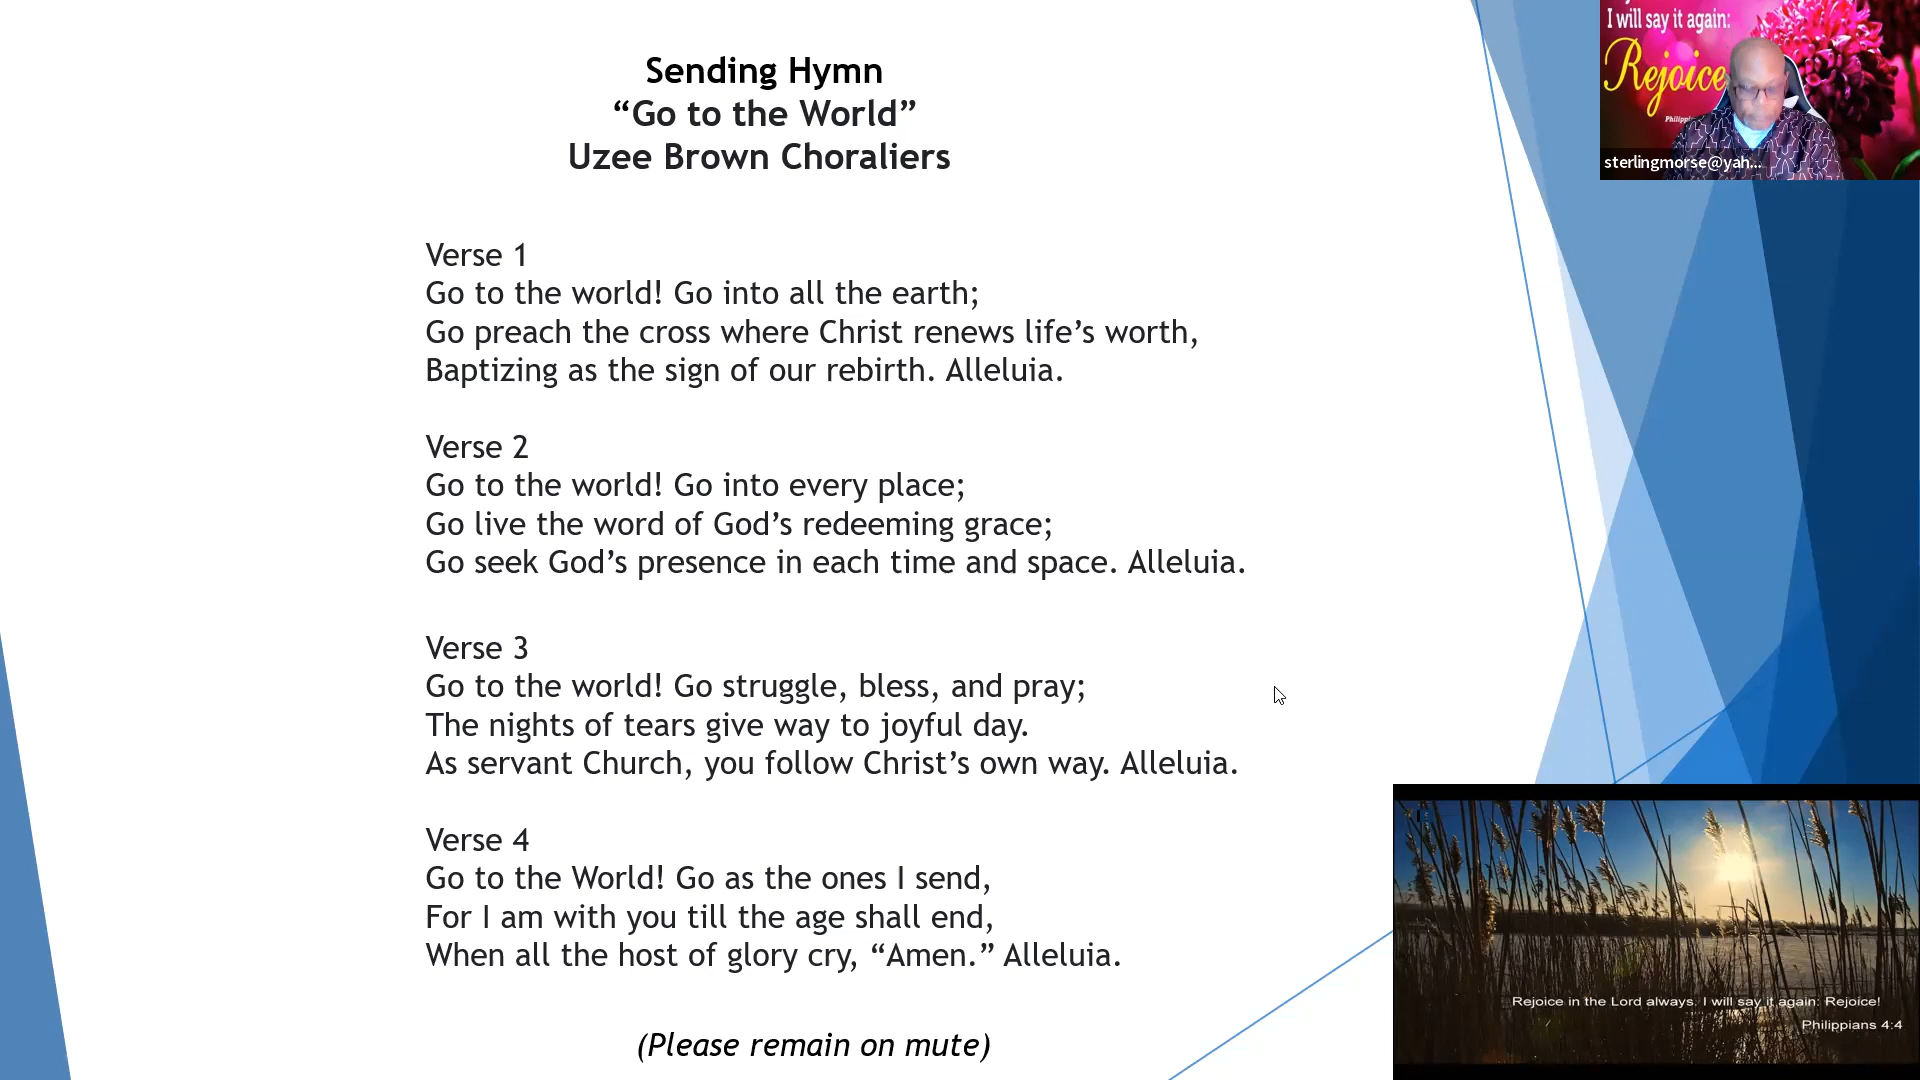 Sending Hymn
“Go to the World”
Uzee Brown Choraliers
Verse 1
Go to the world! Go into all the earth;
Go preach the cross where Christ renews life’s worth,
Baptizing as the sign of our rebirth. Alleluia.
Verse 2
Go to the world! Go into every place;
Go live the word of God’s redeeming grace;
Go seek God’s presence in each time and space. Alleluia.
Verse 3
Go to the world! Go struggle, bless, and pray;
The nights of tears give way to joyful day.
As servant Church, you follow Christ’s own way. Alleluia.
Verse 4
Go to the World! Go as the ones I send,
For I am with you till the age shall end,
When all the host of glory cry, “Amen.” Alleluia.
(Please remain on mute)
I will say it again:
Rejoice
sterlingmorse@yah...
Rejoice in the Lord always. I will say it again: Rejoice!
Philippians 4:4